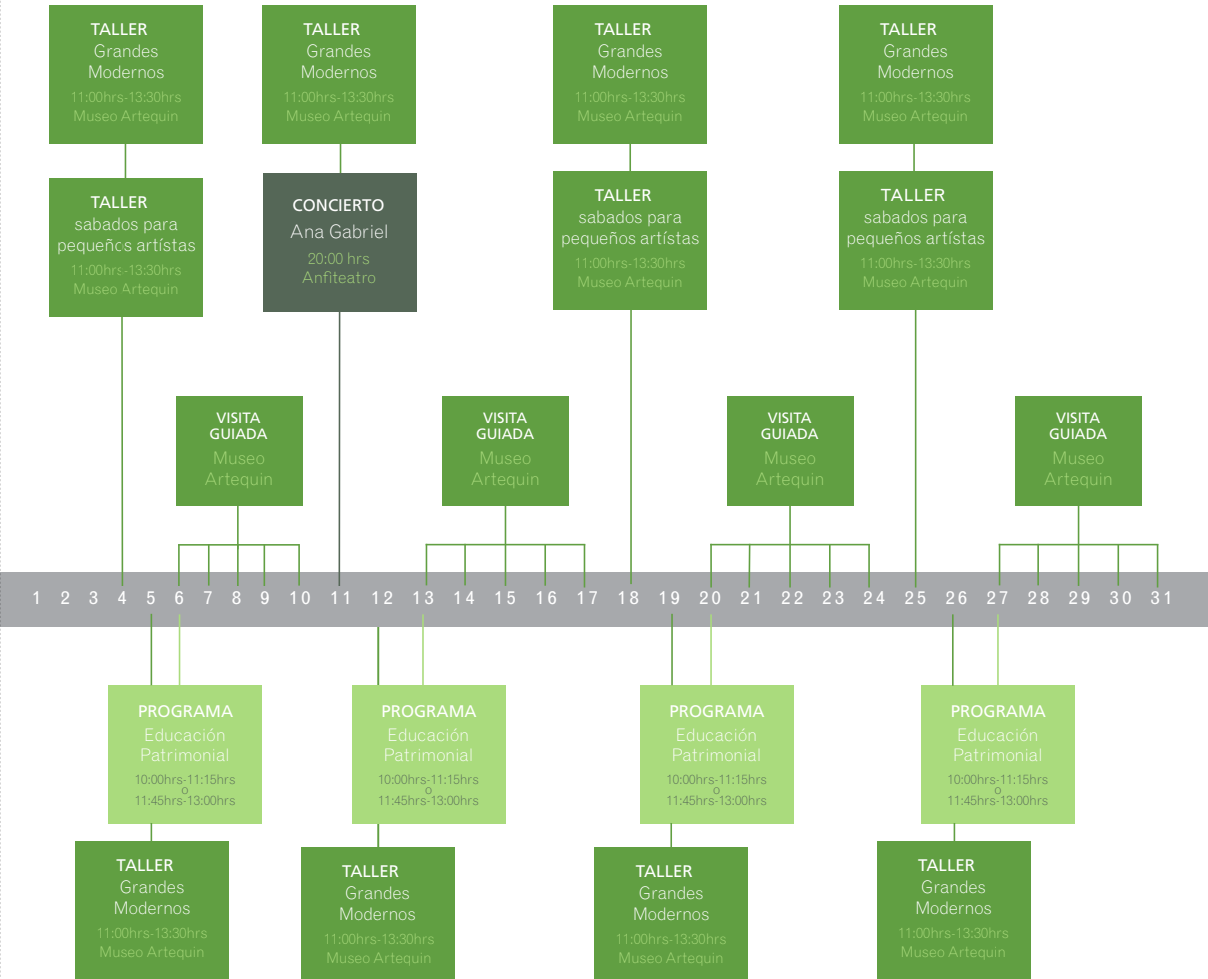 TALLER
Grandes
Modernos
11:00hrs-13:30hrs
Museo Artequin
TALLER
Grandes
Modernos
11:00hrs-13:30hrs
Museo Artequin
TALLER
Grandes
Modernos
11:00hrs-13:30hrs
Museo Artequin
TALLER
Grandes
Modernos
11:00hrs-13:30hrs
Museo Artequin
TALLER
sabados para
pequeños artístas
11:00hrs-13:30hrs
Museo Artequin
CONCIERTO
Ana Gabriel
20:00 hrs
Anfiteatro
TALLER
sabados para
pequeños artístas
11:00hrs-13:30hrs
Museo Artequin
TALLER
sabados para
pequeños artístas
11:00hrs-13:30hrs
Museo Artequin
VISITA
GUIADA
Museo
Artequin
VISITA
GUIADA
Museo
Artequin
VISITA
GUIADA
Museo
Artequin
VISITA
GUIADA
Museo
Artequin
1 2 3 4 5 6 7 8 9 10 11 12 13 14 15 16 17 18 19 20 21 22 23 24 25 26 27 28 29 30 31
PROGRAMA
Educación
Patrimonial
10:00hrs-11:15hrs
o
11:45hrs-13:00hrs
PROGRAMA
Educación
Patrimonial
10:00hrs-11:15hrs
o
11:45hrs-13:00hrs
PROGRAMA
Educación
Patrimonial
10:00hrs-11:15hrs
o
11:45hrs-13:00hrs
PROGRAMA
Educación
Patrimonial
10:00hrs-11:15hrs
o
11:45hrs-13:00hrs
TALLER
Grandes
Modernos
11:00hrs-13:30hrs
Museo Artequin
TALLER
Grandes
Modernos
11:00hrs-13:30hrs
Museo Artequin
TALLER
Grandes
Modernos
11:00hrs-13:30hrs
Museo Artequin
TALLER
Grandes
Modernos
11:00hrs-13:30hrs
Museo Artequin